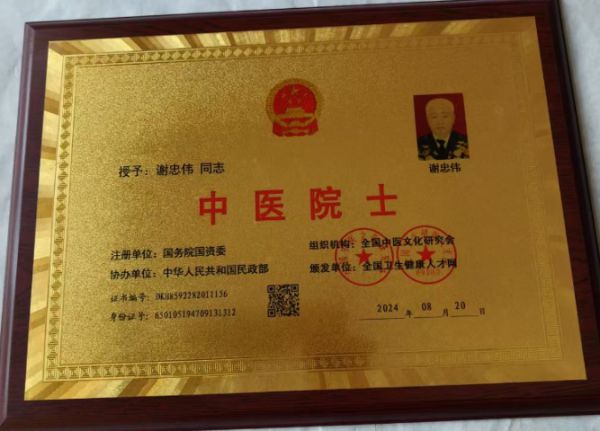 谢忠伟
授予：谢忠伟 同志
中医院士
注册单位：国务院国资委
组织机构：全国中医文化研究会
协办单位：中华人民共和国民政部
颁发单位：全国卫生健康人才网
证书编号：
身份证号：650105194709131312
2024 年 08 月 20 日